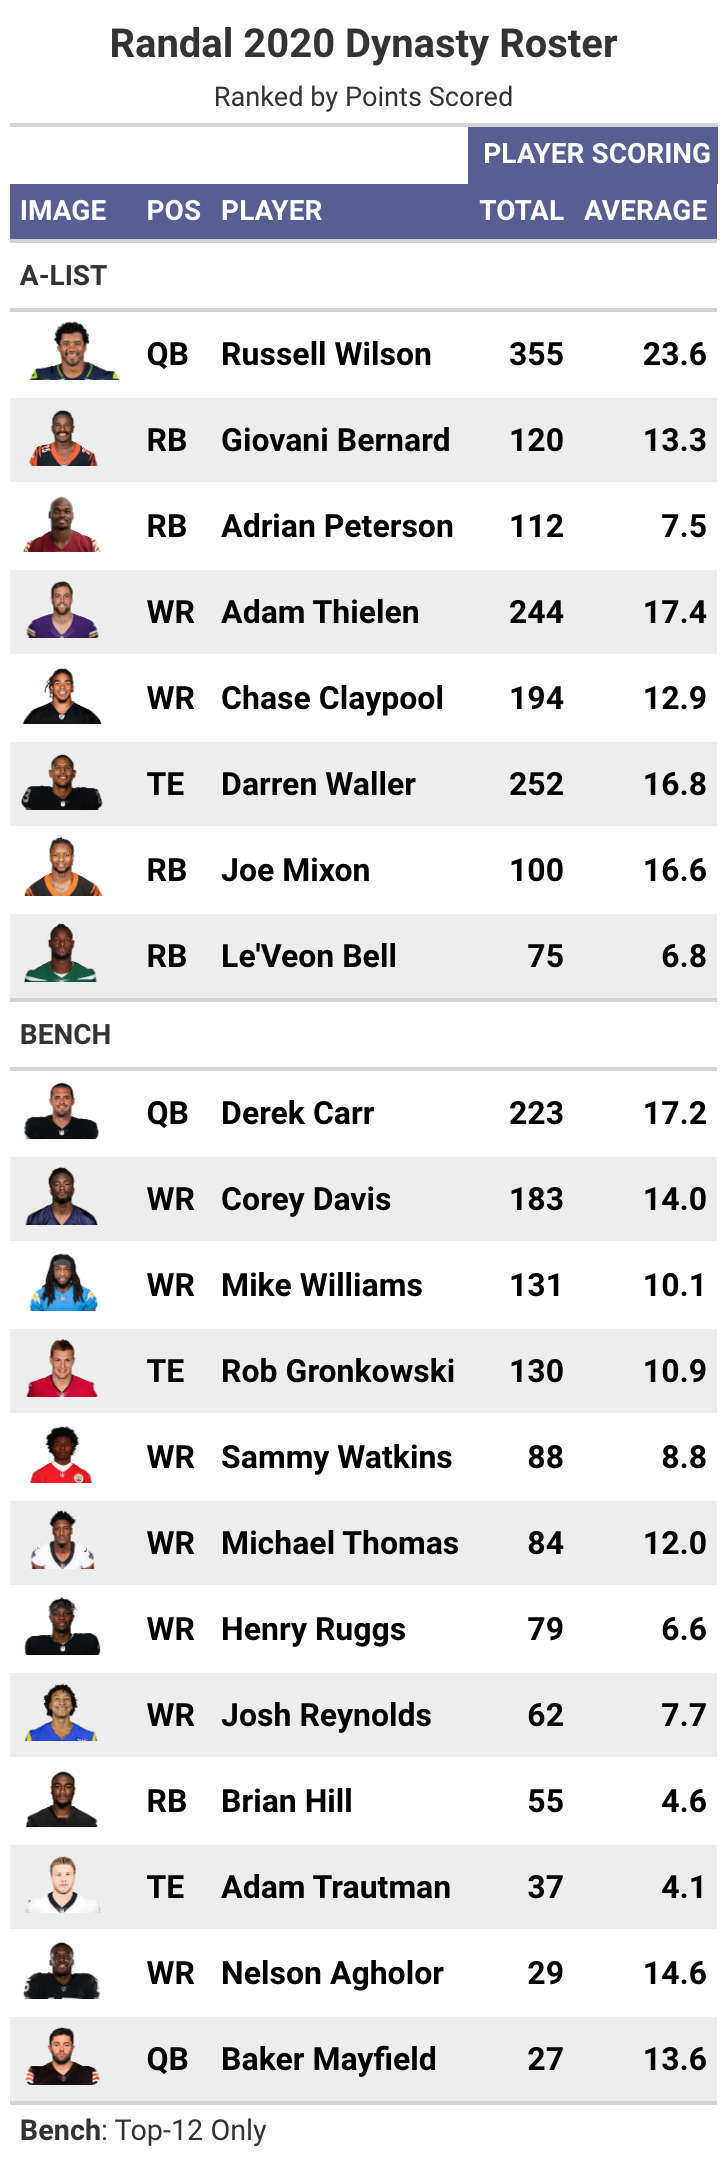 Randal 2020 Dynasty Roster
Ranked by Points Scored
PLAYER SCORING
IMAGE POS PLAYER TOTAL AVERAGE
A-LIST
QB Russell Wilson 355 23.6
RB Giovani Bernard 120 13.3
RB Adrian Peterson 112 7.5
WR Adam Thielen 244 17.4
WR Chase Claypool 194 12.9
TE Darren Waller 252 16.8
RB Joe Mixon 100 16.6
RB Le'Veon Bell 75 6.8
BENCH
QB Derek Carr 223 17.2
WR Corey Davis 183 14.0
WR Mike Williams 131 10.1
TE Rob Gronkowski 130 10.9
WR Sammy Watkins 88 8.8
WR Michael Thomas 84 12.0
WR Henry Ruggs 79 6.6
WR Josh Reynolds 62 7.7
RB Brian Hill 55 4.6
TE Adam Trautman 37 4.1
WR Nelson Agholor 29 14.6
QB Baker Mayfield 27 13.6
Bench: Top-12 Only